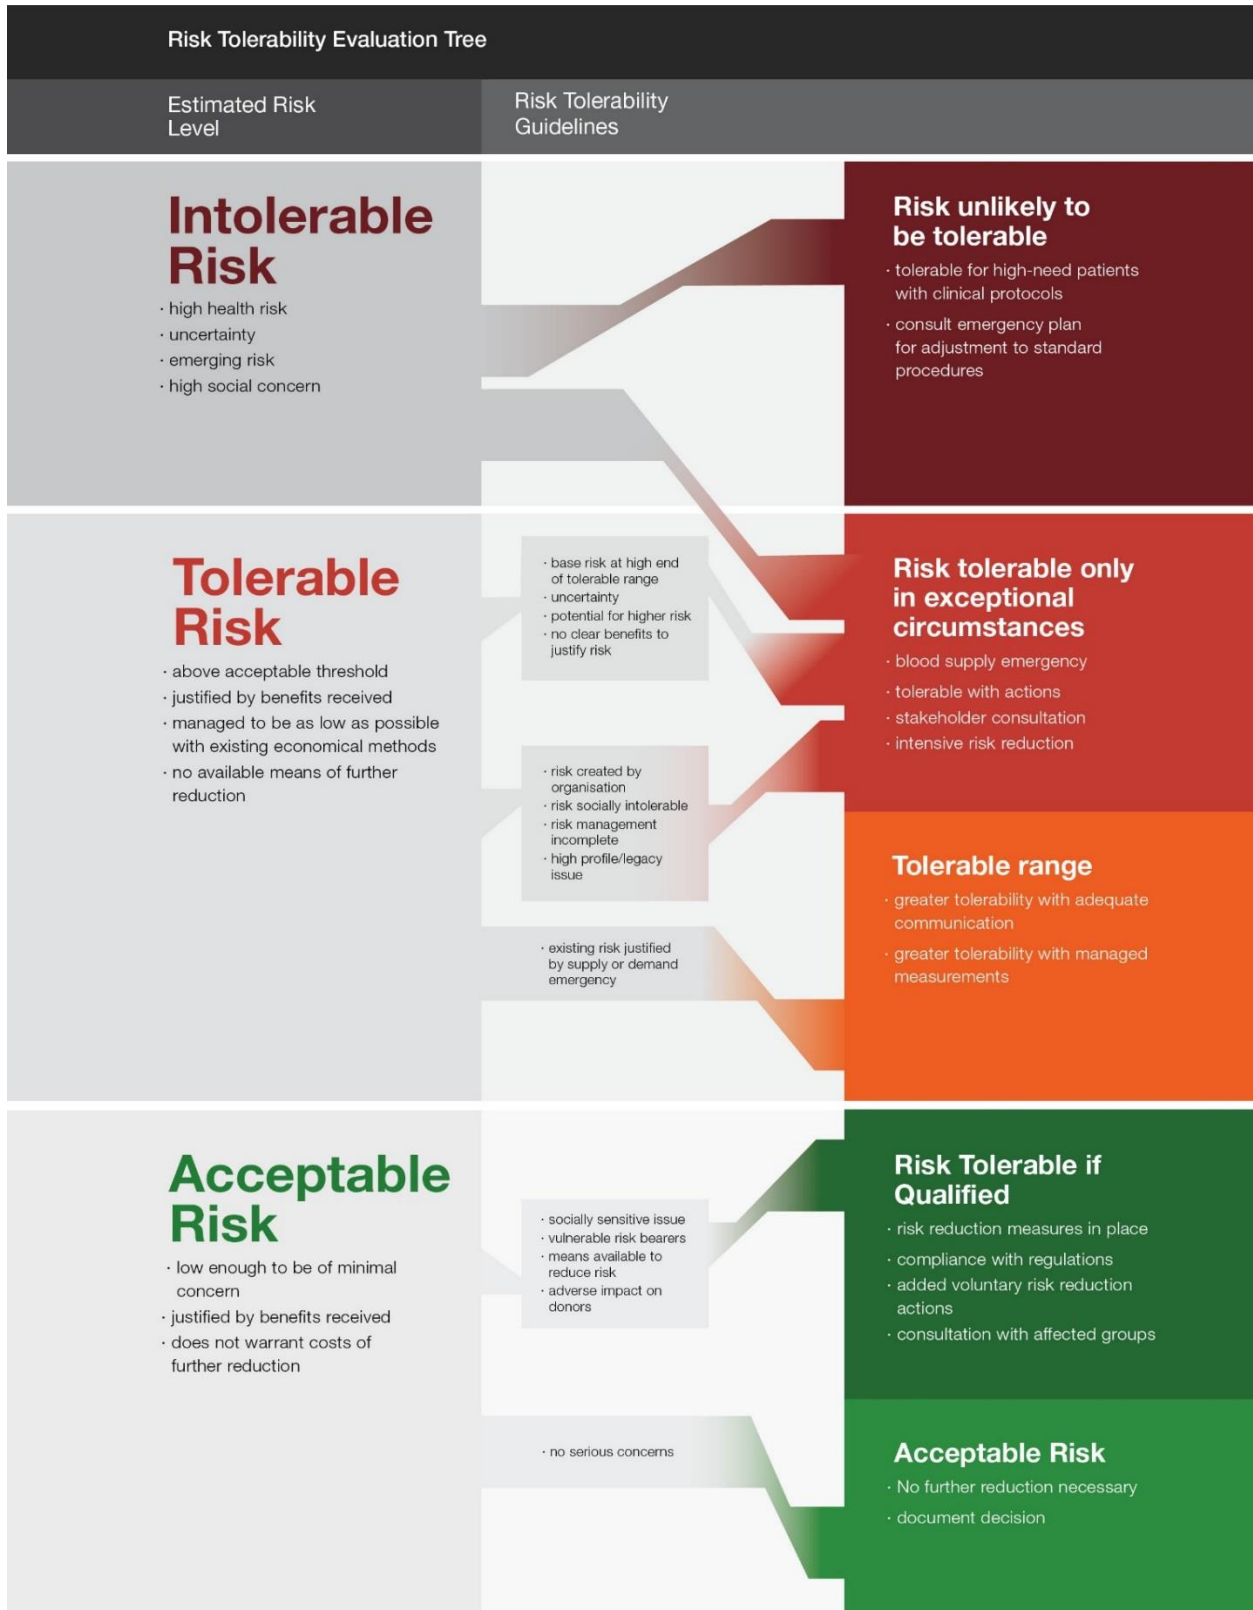 Risk Tolerability Evaluation Tree
Estimated Risk
Level
Risk Tolerability
Guidelines
Intolerable
Risk
· high health risk
· uncertainty
· emerging risk
· high social concern
Risk unlikely to
be tolerable
· tolerable for high-need patients
with clinical protocols
· consult emergency plan
for adjustment to standard
procedures
Tolerable
Risk
· above acceptable threshold
· justified by benefits received
· managed to be as low as possible
with existing economical methods
· no available means of further
reduction
· base risk at high end
of tolerable range
· uncertainty
· potential for higher risk
· no clear benefits to
justify risk
· risk created by
organisation
· risk socially intolerable
· risk management
incomplete
· high profile/legacy
issue
· existing risk justified
by supply or demand
emergency
Risk tolerable only
in exceptional
circumstances
· blood supply emergency
· tolerable with actions
· stakeholder consultation
· intensive risk reduction
Tolerable range
· greater tolerability with adequate
communication
· greater tolerability with managed
measurements
Acceptable
Risk
· low enough to be of minimal
concern
· justified by benefits received
· does not warrant costs of
further reduction
· socially sensitive issue
· vulnerable risk bearers
· means available to
reduce risk
· adverse impact on
donors
· no serious concerns
Risk Tolerable if
Qualified
· risk reduction measures in place
· compliance with regulations
· added voluntary risk reduction
actions
· consultation with affected groups
Acceptable Risk
· No further reduction necessary
· document decision